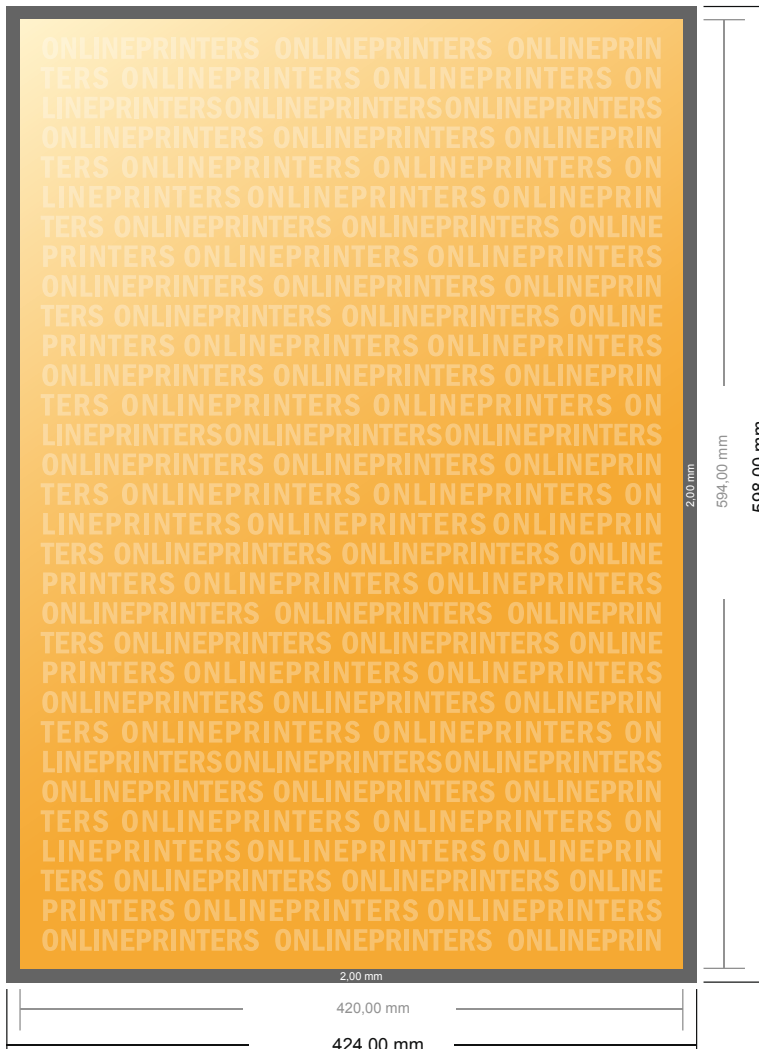 ONLINEPRINTERS ONLINEPRINTERS ONLINEPRIN
TERS ONLINEPRINTERS ONLINEPRINTERS ON
LINEPRINTERSONLINEPRINTERSONLINEPRINTERS
ONLINEPRINTERS ONLINEPRINTERS ONLINEPRIN
TERS ONLINEPRINTERS ONLINEPRINTERS ON
LINEPRINTERS ONLINEPRINTERS ONLINEPRIN
TERS ONLINEPRINTERS ONLINEPRINTERS ONLINE
PRINTERS ONLINEPRINTERS ONLINEPRINTERS
ONLINEPRINTERS ONLINEPRINTERS ONLINEPRIN
TERS ONLINEPRINTERS ONLINEPRINTERS ONLINE
PRINTERS ONLINEPRINTERS ONLINEPRINTERS
ONLINEPRINTERS ONLINEPRINTERS ONLINEPRIN
TERS ONLINEPRINTERS ONLINEPRINTERS ON
LINEPRINTERSONLINEPRINTERSONLINEPRINTERS
ONLINEPRINTERS ONLINEPRINTERS ONLINEPRIN
TERS ONLINEPRINTERS ONLINEPRINTERS ON
LINEPRINTERS ONLINEPRINTERS ONLINEPRIN
TERS ONLINEPRINTERS ONLINEPRINTERS ONLINE
PRINTERS ONLINEPRINTERS ONLINEPRINTERS
ONLINEPRINTERS ONLINEPRINTERS ONLINEPRIN
TERS ONLINEPRINTERS ONLINEPRINTERS ONLINE
PRINTERS ONLINEPRINTERS ONLINEPRINTERS
ONLINEPRINTERS ONLINEPRINTERS ONLINEPRIN
TERS ONLINEPRINTERS ONLINEPRINTERS ON
LINEPRINTERSONLINEPRINTERSONLINEPRINTERS
ONLINEPRINTERS ONLINEPRINTERS ONLINEPRIN
TERS ONLINEPRINTERS ONLINEPRINTERS ON
LINEPRINTERS ONLINEPRINTERS ONLINEPRIN
TERS ONLINEPRINTERS ONLINEPRINTERS ONLINE
PRINTERS ONLINEPRINTERS ONLINEPRINTERS
ONLINEPRINTERS ONLINEPRINTERS ONLINEPRIN
2,00 mm
594,00 mm
598,00 mm
2,00 mm
420,00 mm
424,00 mm